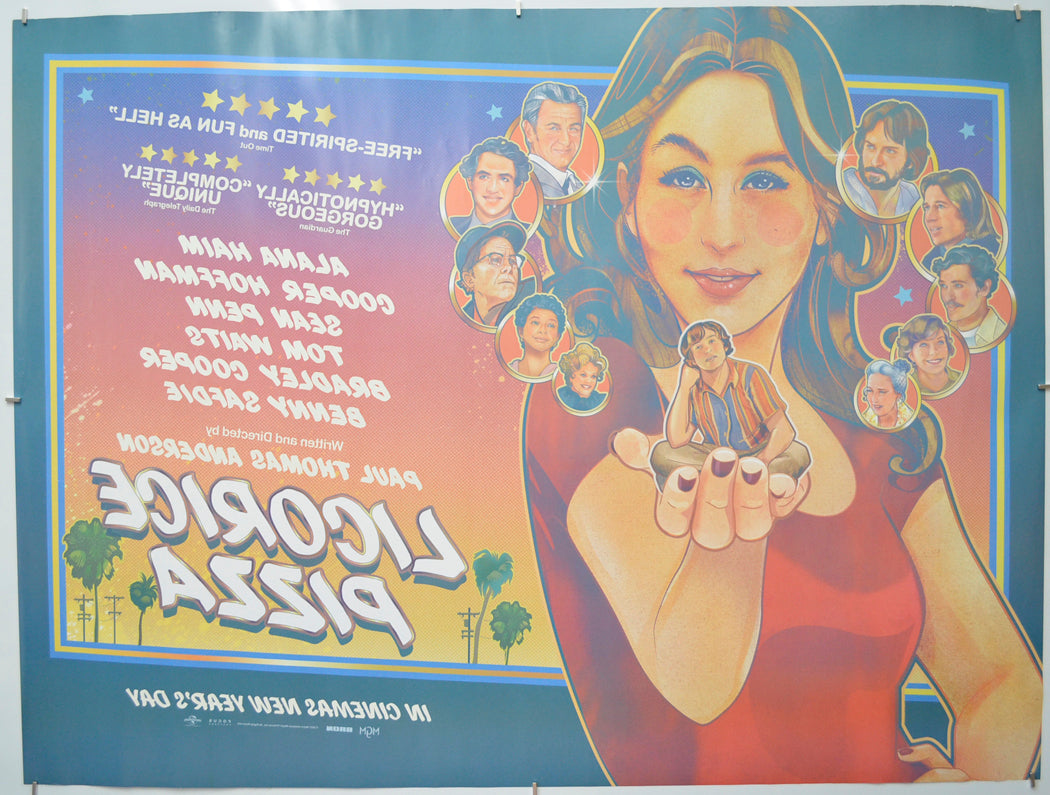 "FREE-SPIRITED and FUN AS HELL"
Time Out
"HYPNOTICALLY
GORGEOUS"
The Guardian
"COMPLETELY
UNIQUE"
The Daily Telegraph
ALANA HAIM
COOPER HOFFMAN
SEAN PENN
TOM WAITS
BRADLEY COOPER
BENNY SAFDIE
Written and Directed by
PAUL THOMAS ANDERSON
LICORICE
PIZZA
IN CINEMAS NEW YEAR'S DAY
MGM BRON FOCUS